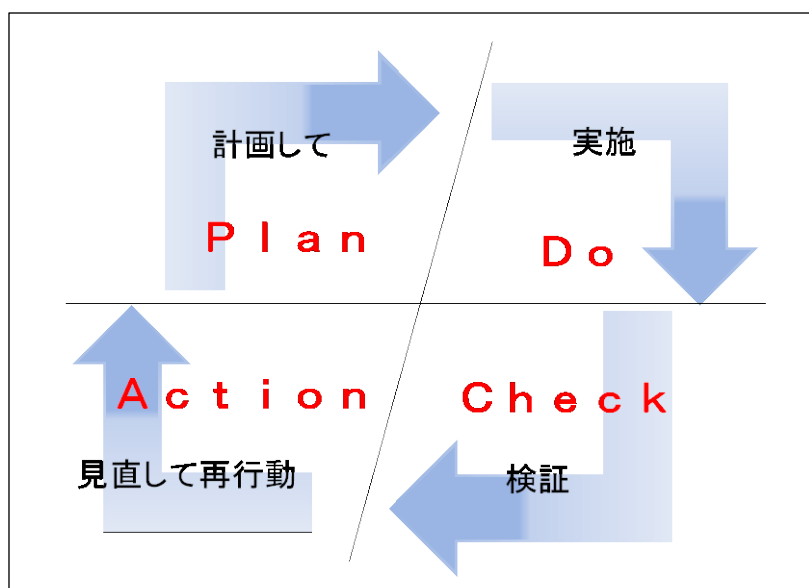 計画して
Ｐｌａｎ
実施
Ｄｏ
Ｃｈｅｃｋ
検証
Ａｃｔｉｏｎ
見直して再行動